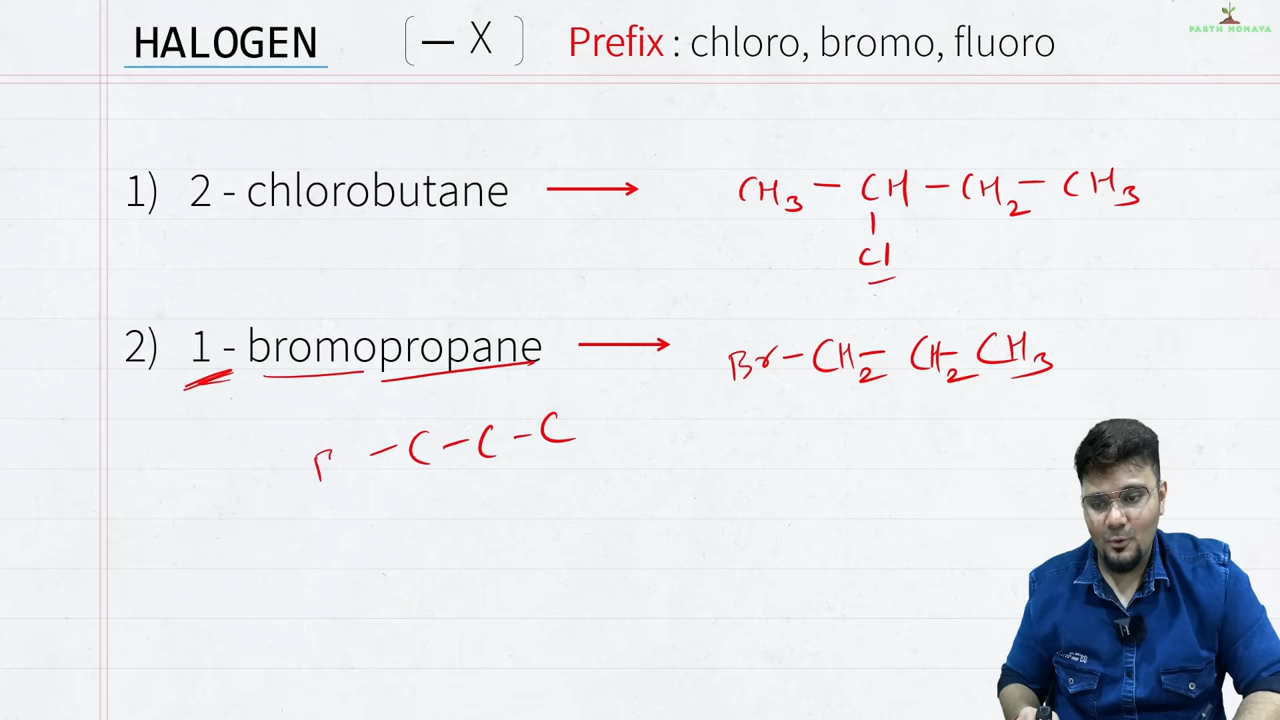 HALOGEN (— X) Prefix : chloro, bromo, fluoro
PARTH MOMAYA
1) 2 - chlorobutane → CH3 — CH — CH2 — CH3
|
Cl
2) 1 - bromopropane → Br — CH2 — CH2 — CH3
— C — C — C